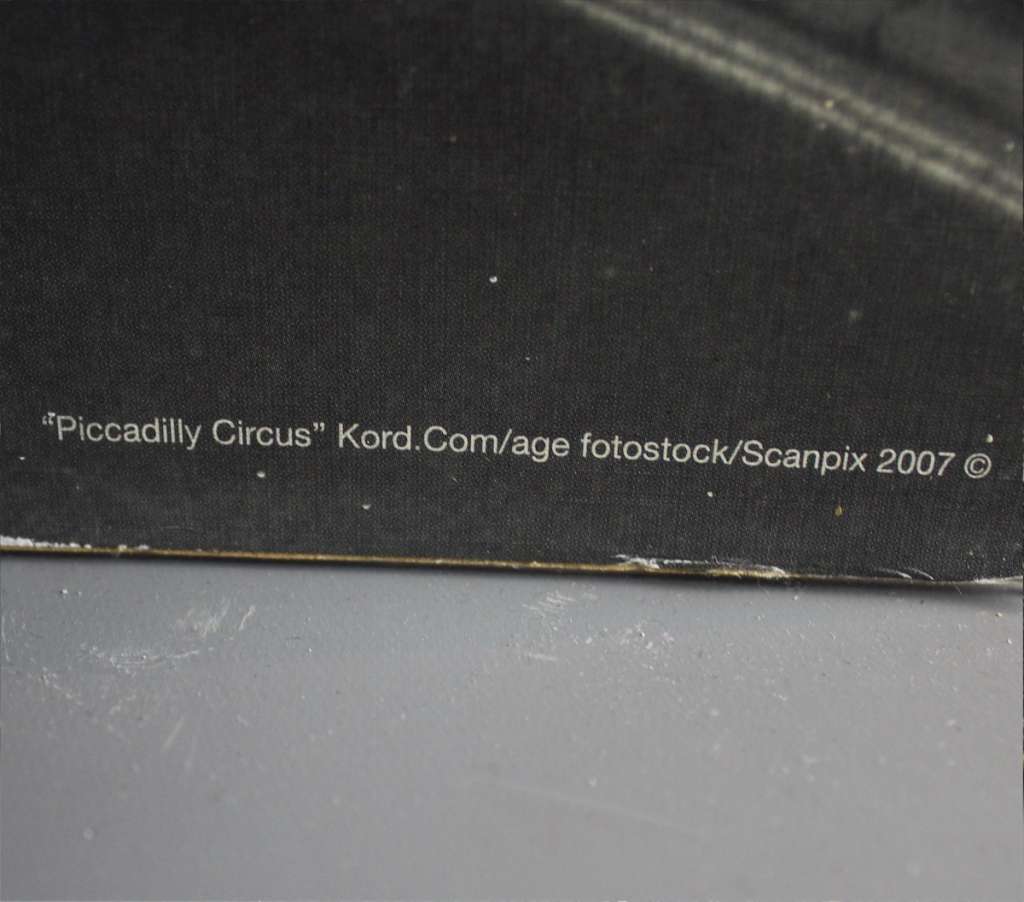 “Piccadilly Circus” Kord.Com/age fotostock/Scanpix 2007 ©